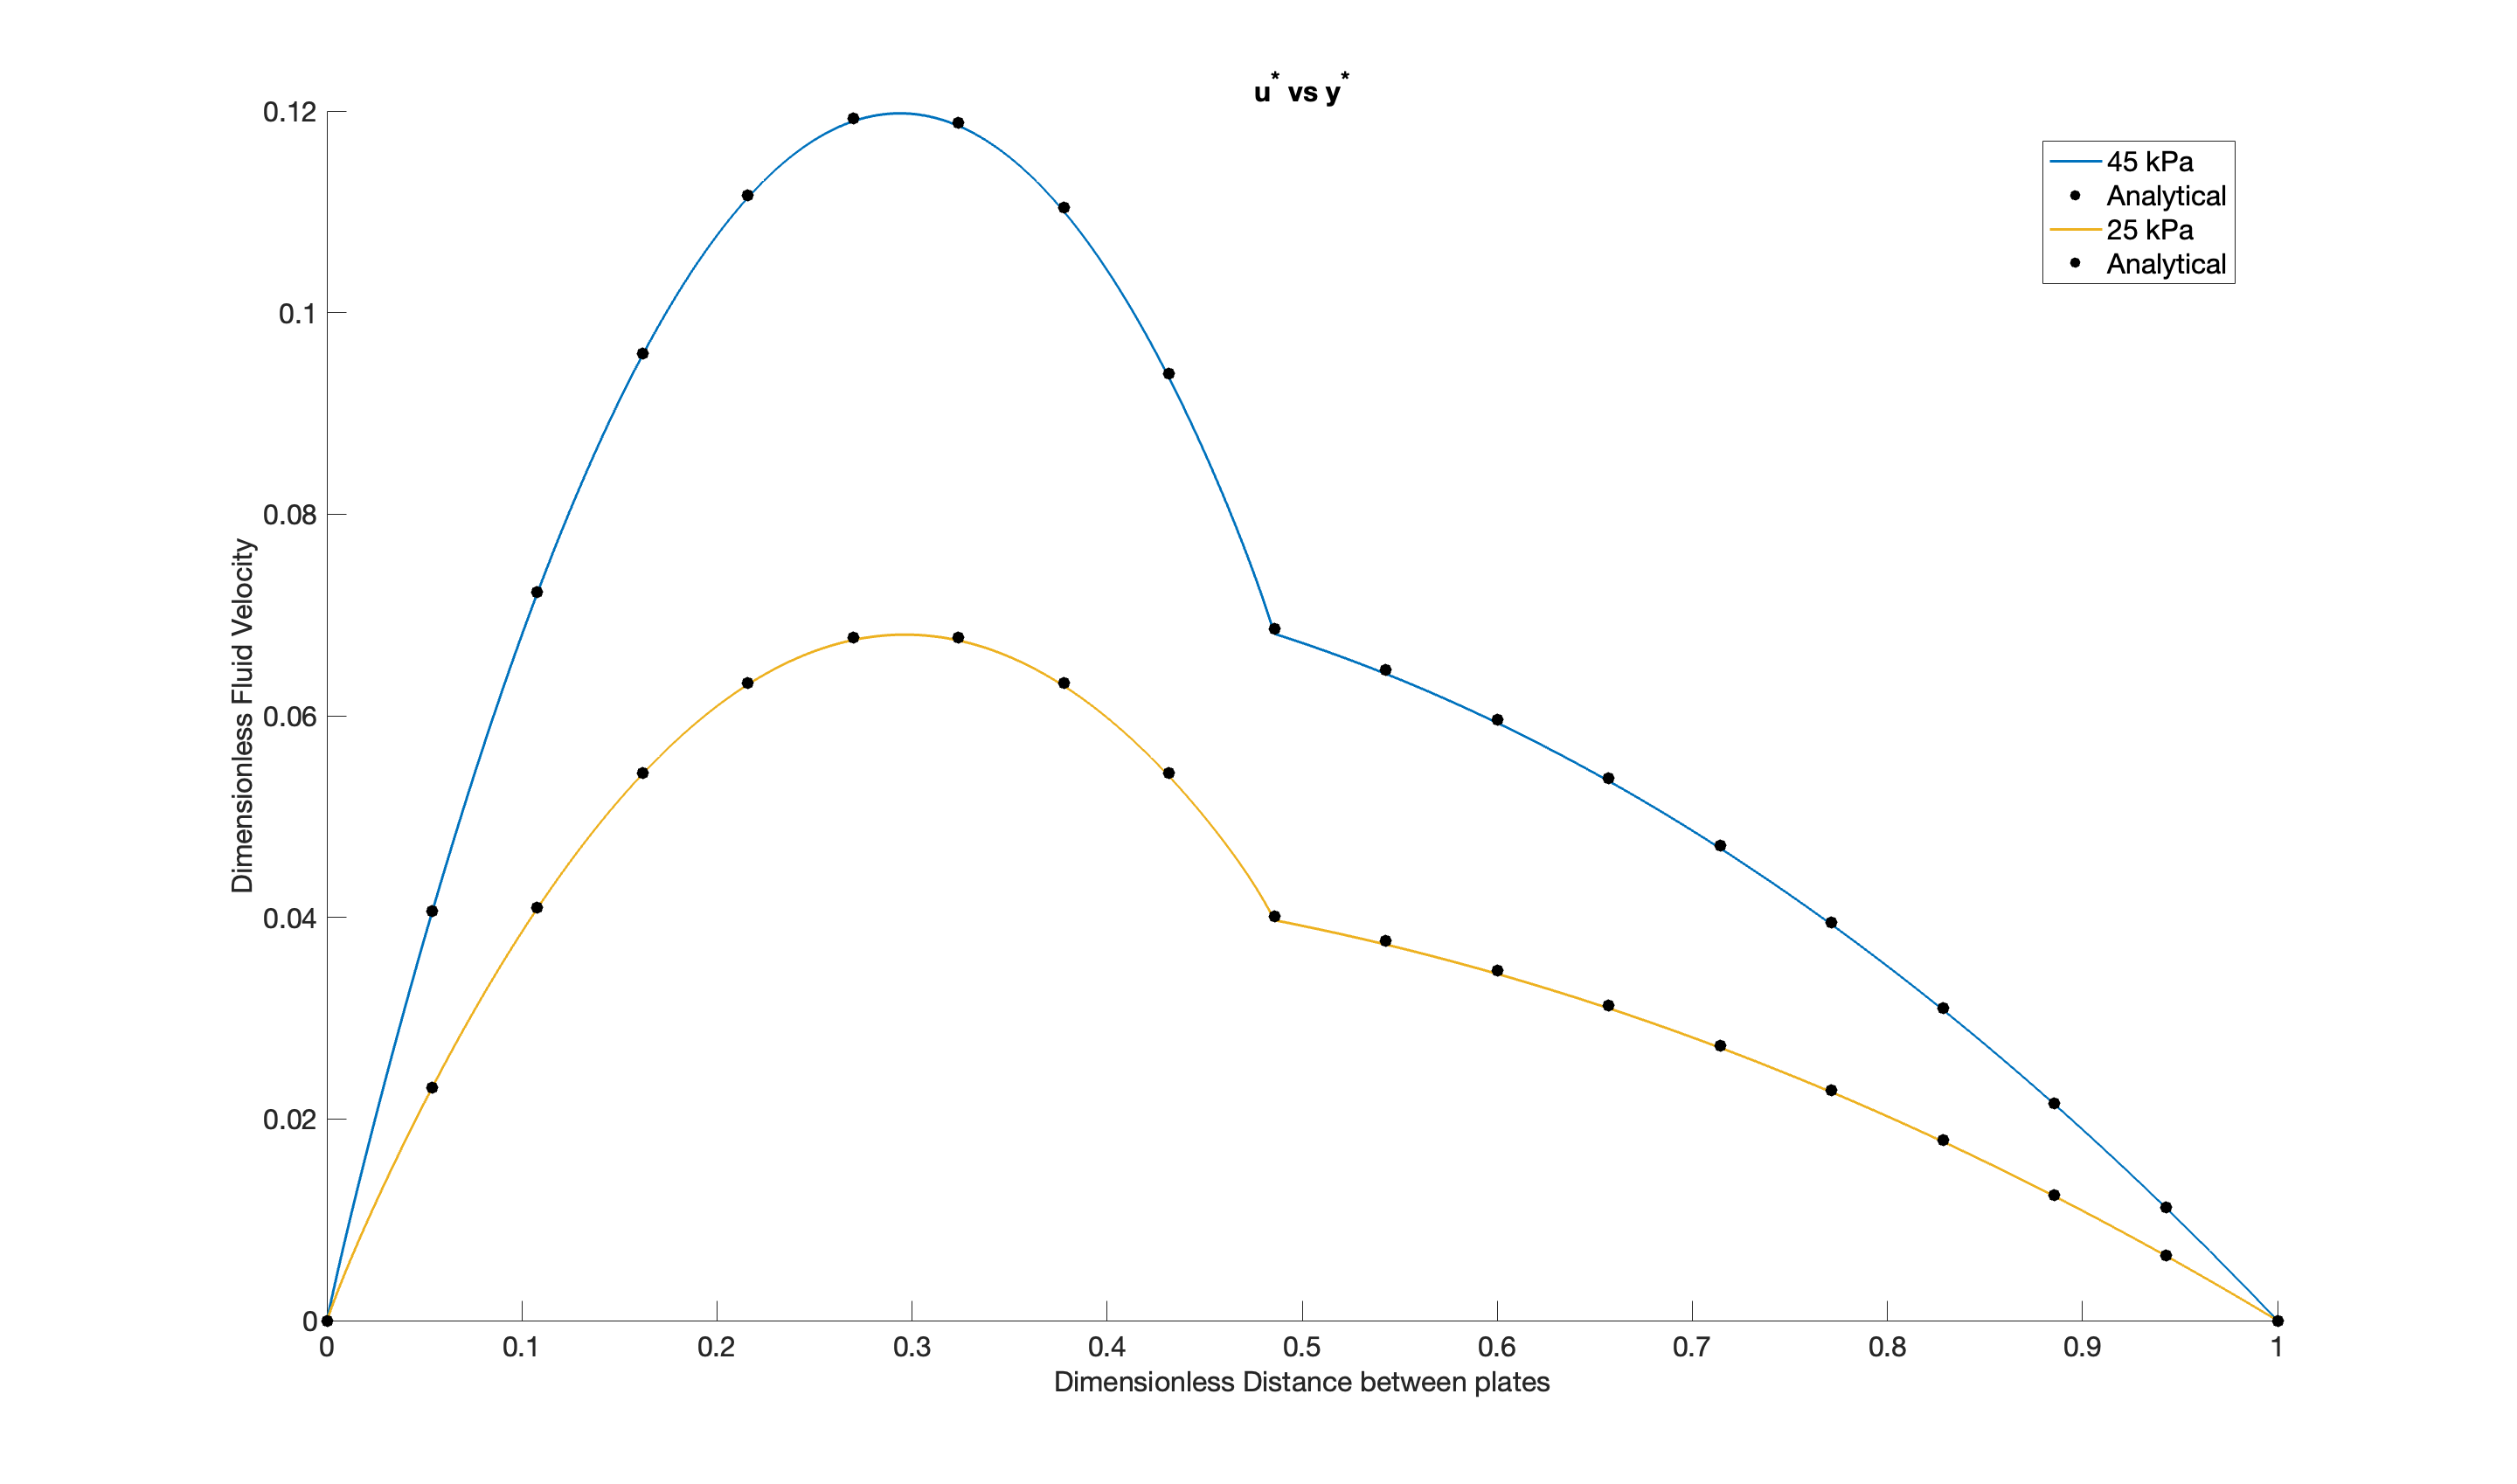 u* vs y*
45 kPa
Analytical
25 kPa
Analytical
Dimensionless Fluid Velocity
0.12
0.1
0.08
0.06
0.04
0.02
0
0 0.1 0.2 0.3 0.4 0.5 0.6 0.7 0.8 0.9 1
Dimensionless Distance between plates